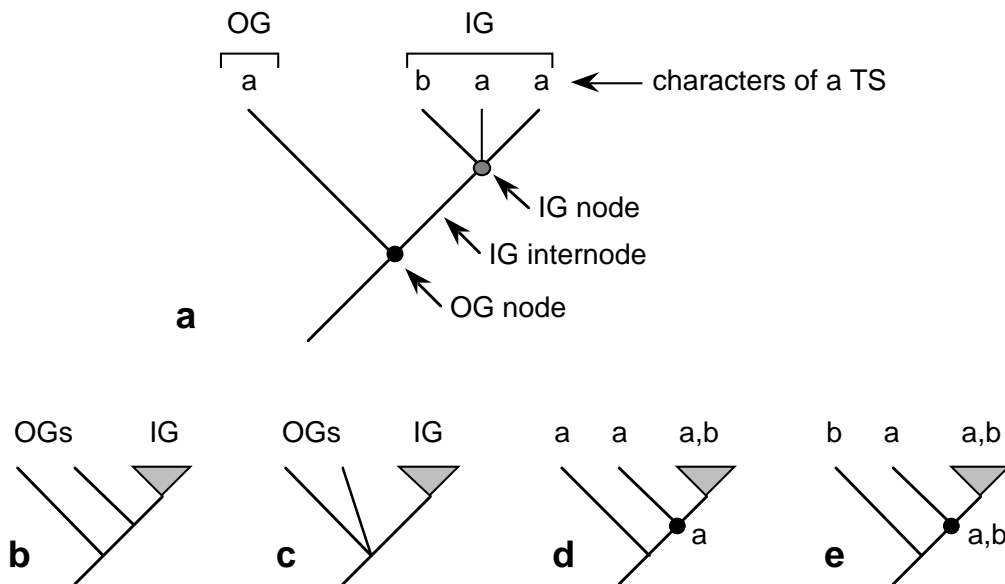 OG IG
a b a a characters of a TS
IG node
IG internode
OG node
a
OGs IG OGs IG a a a,b b a a,b
b c d a e a,b